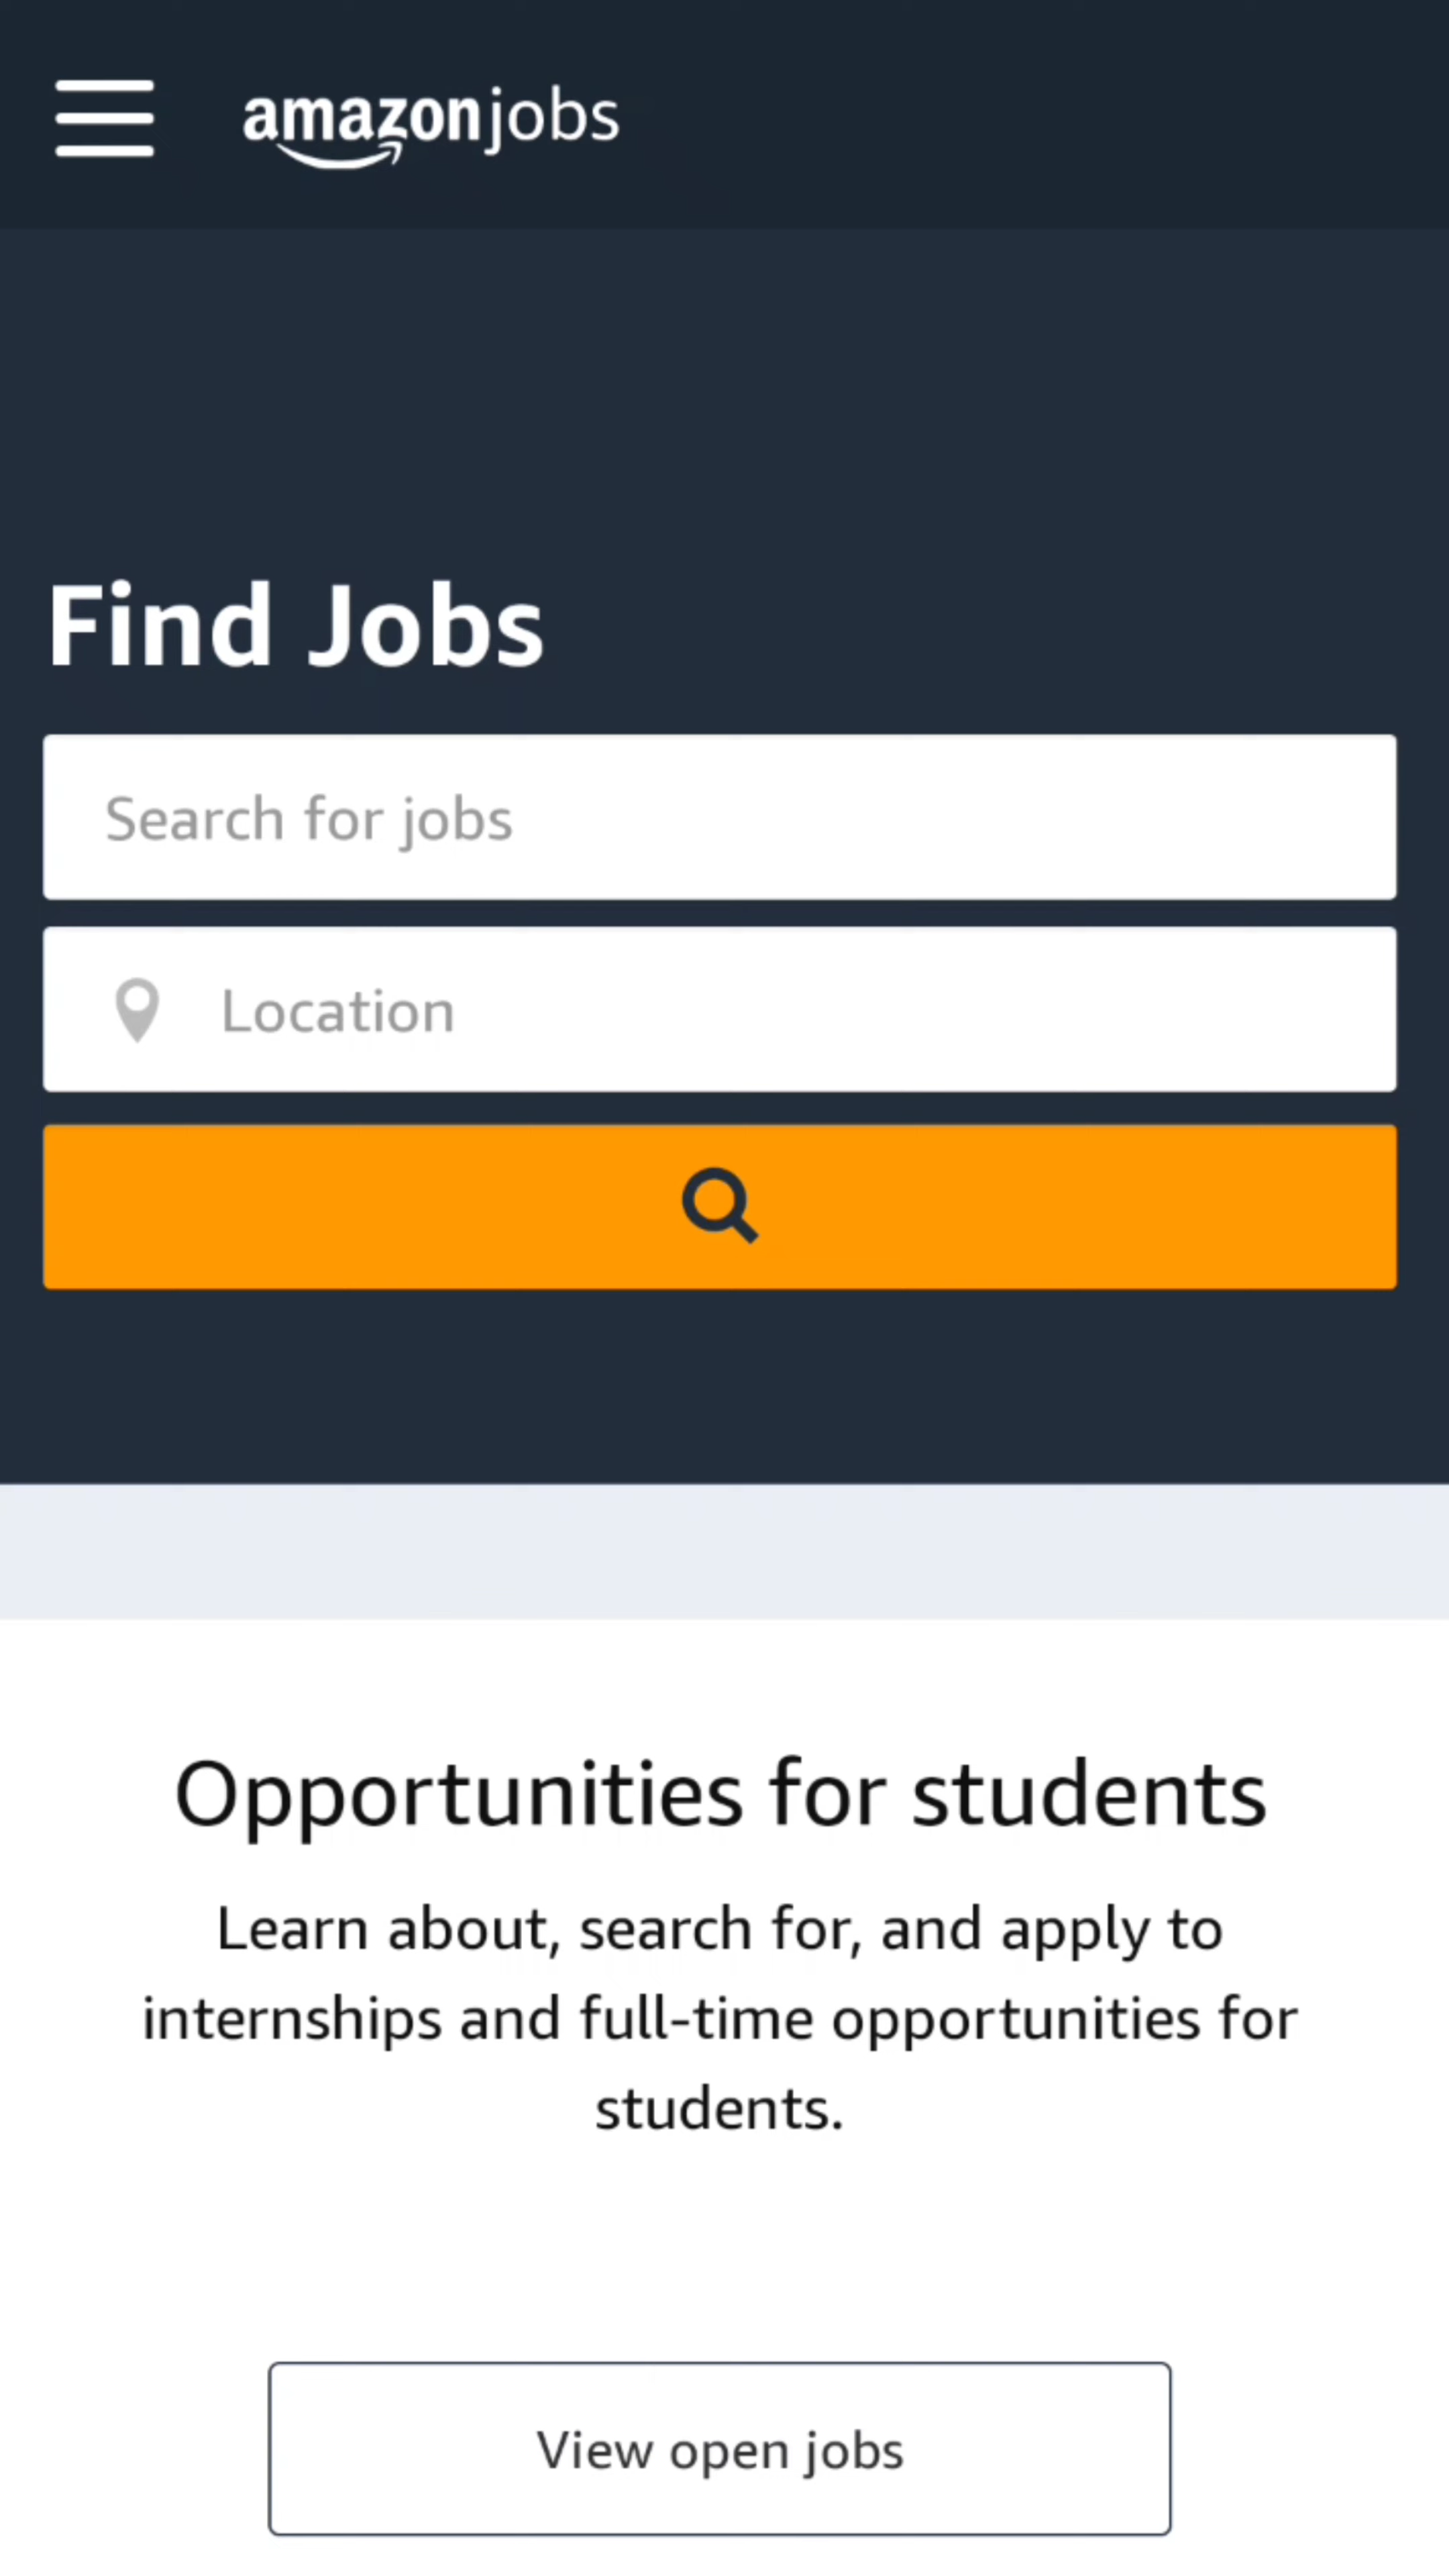 amazonjobs
Find Jobs
Search for jobs
Location
Opportunities for students
Learn about, search for, and apply to
internships and full-time opportunities for
students.
View open jobs